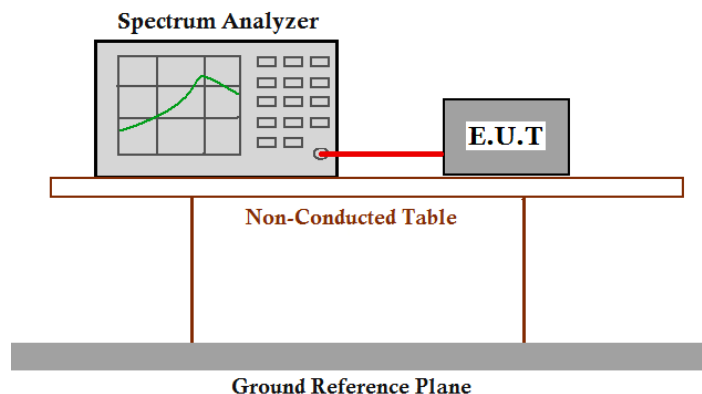 Spectrum Analyzer
E.U.T
Non-Conducted Table
Ground Reference Plane